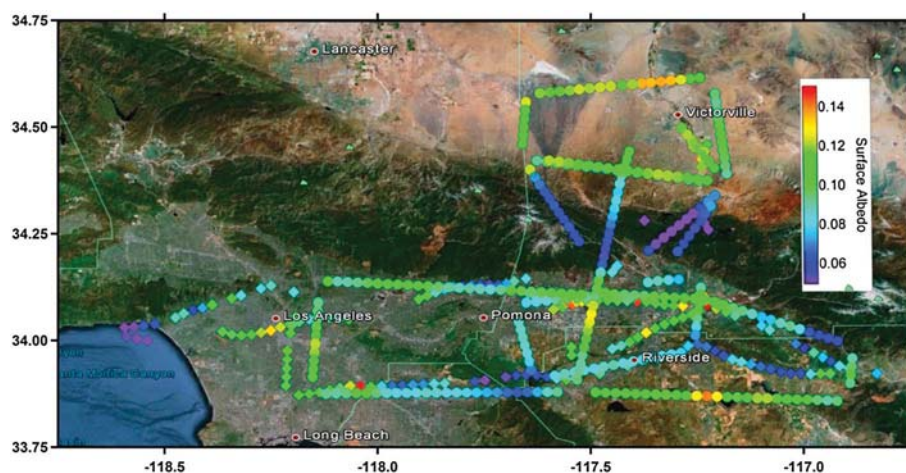 34.75
Lancaster
0.14
34.50
Victorville
0.12
Surface Albedo
0.10
0.08
34.25
0.06
Los Angeles
Pomona
34.00
Riverside
Long Beach
33.75
-118.5
-118.0
-117.5
-117.0